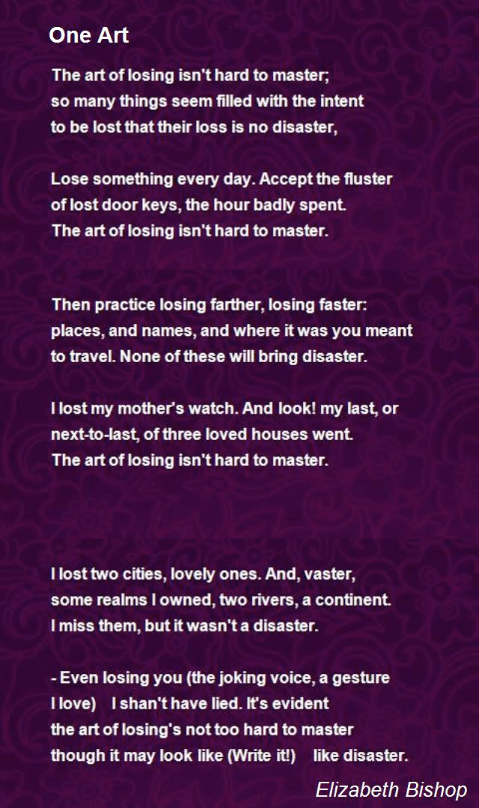 One Art
The art of losing isn't hard to master;
so many things seem filled with the intent
to be lost that their loss is no disaster,
Lose something every day. Accept the fluster
of lost door keys, the hour badly spent.
The art of losing isn't hard to master.
Then practice losing farther, losing faster:
places, and names, and where it was you meant
to travel. None of these will bring disaster.
I lost my mother's watch. And look! my last, or
next-to-last, of three loved houses went.
The art of losing isn't hard to master.
I lost two cities, lovely ones. And, vaster,
some realms I owned, two rivers, a continent.
I miss them, but it wasn't a disaster.
- Even losing you (the joking voice, a gesture
I love) I shan't have lied. It's evident
the art of losing's not too hard to master
though it may look like (Write it!) like disaster.
Elizabeth Bishop